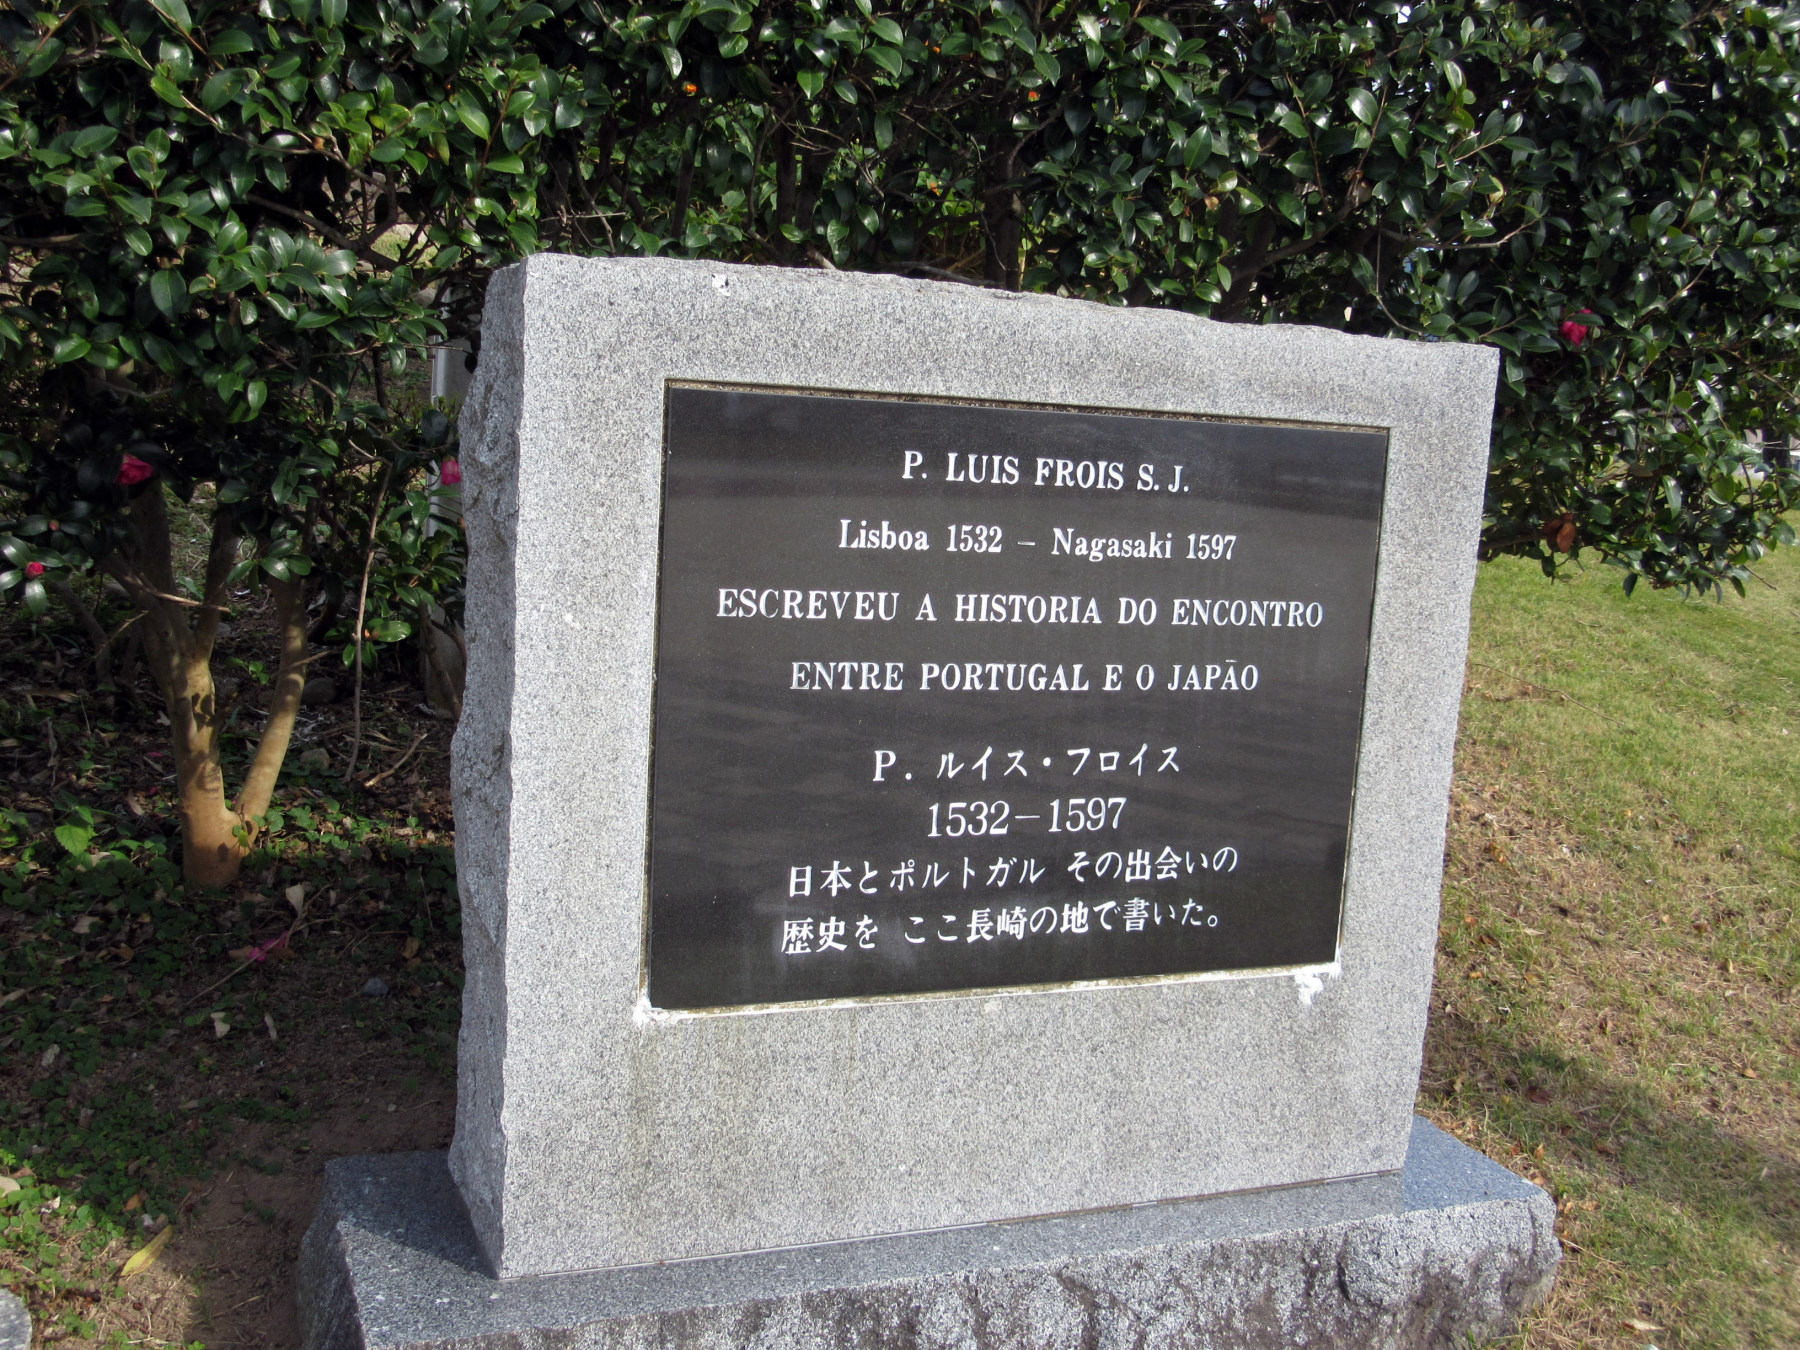 P. LUIS FROIS S. J.
Lisboa 1532 – Nagasaki 1597
ESCREVEU A HISTORIA DO ENCONTRO
ENTRE PORTUGAL E O JAPÃO
P. ルイス・フロイス
1532－1597
日本とポルトガル その出会いの
歴史を ここ長崎の地で書いた。